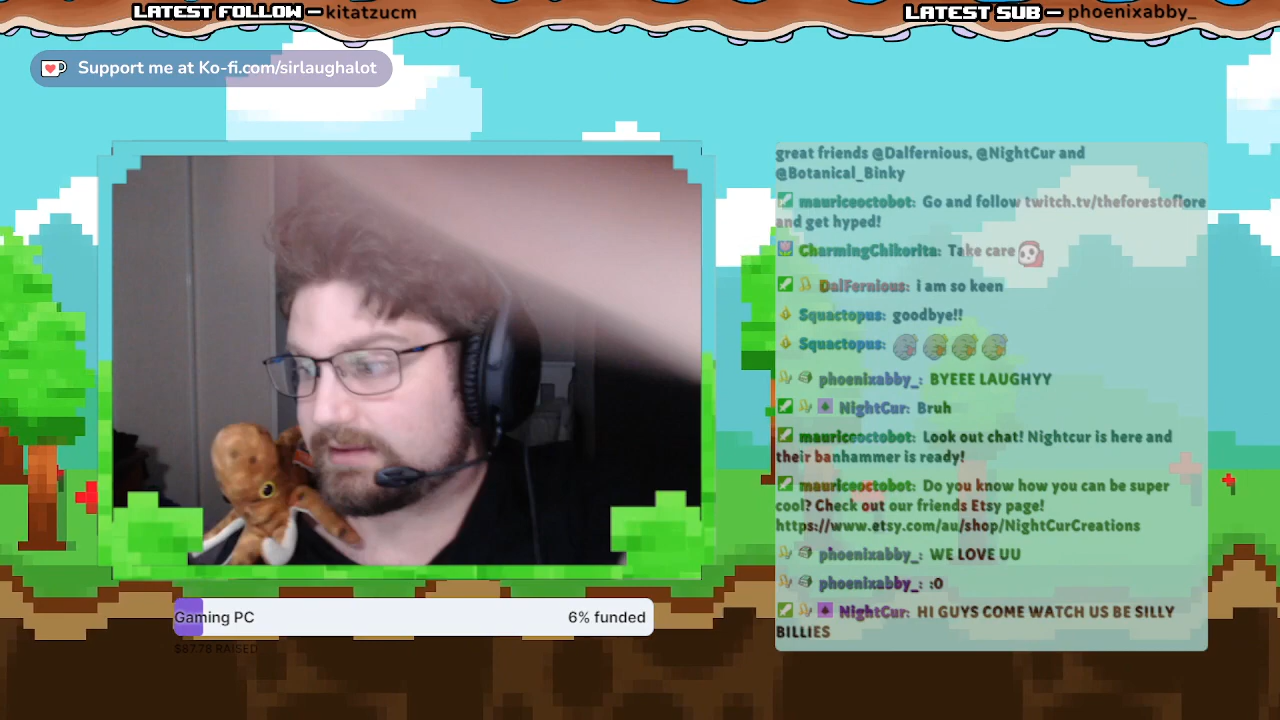 LATEST FOLLOW – kitatzucm
LATEST SUB – phoenixabby_
Support me at Ko-fi.com/sirlaughalot
great friends @Dalfernious, @NightCur and
@Botanical_Binky
mauriceoctobot: Go and follow twitch.tv/theforestoflore
and get hyped!
CharmingChikorita: Take care
DalFernious: i am so keen
Squactopus: goodbye!!
Squactopus:
phoenixabby_: BYEEE LAUGHYY
NightCur: Bruh
mauriceoctobot: Look out chat! Nightcur is here and
their banhammer is ready!
mauriceoctobot: Do you know how you can be super
cool? Check out our friends Etsy page!
https://www.etsy.com/au/shop/NightCurCreations
phoenixabby_: WE LOVE UU
phoenixabby_: :O
NightCur: HI GUYS COME WATCH US BE SILLY
BILLIES
Gaming PC 6% funded
$87.78 RAISED